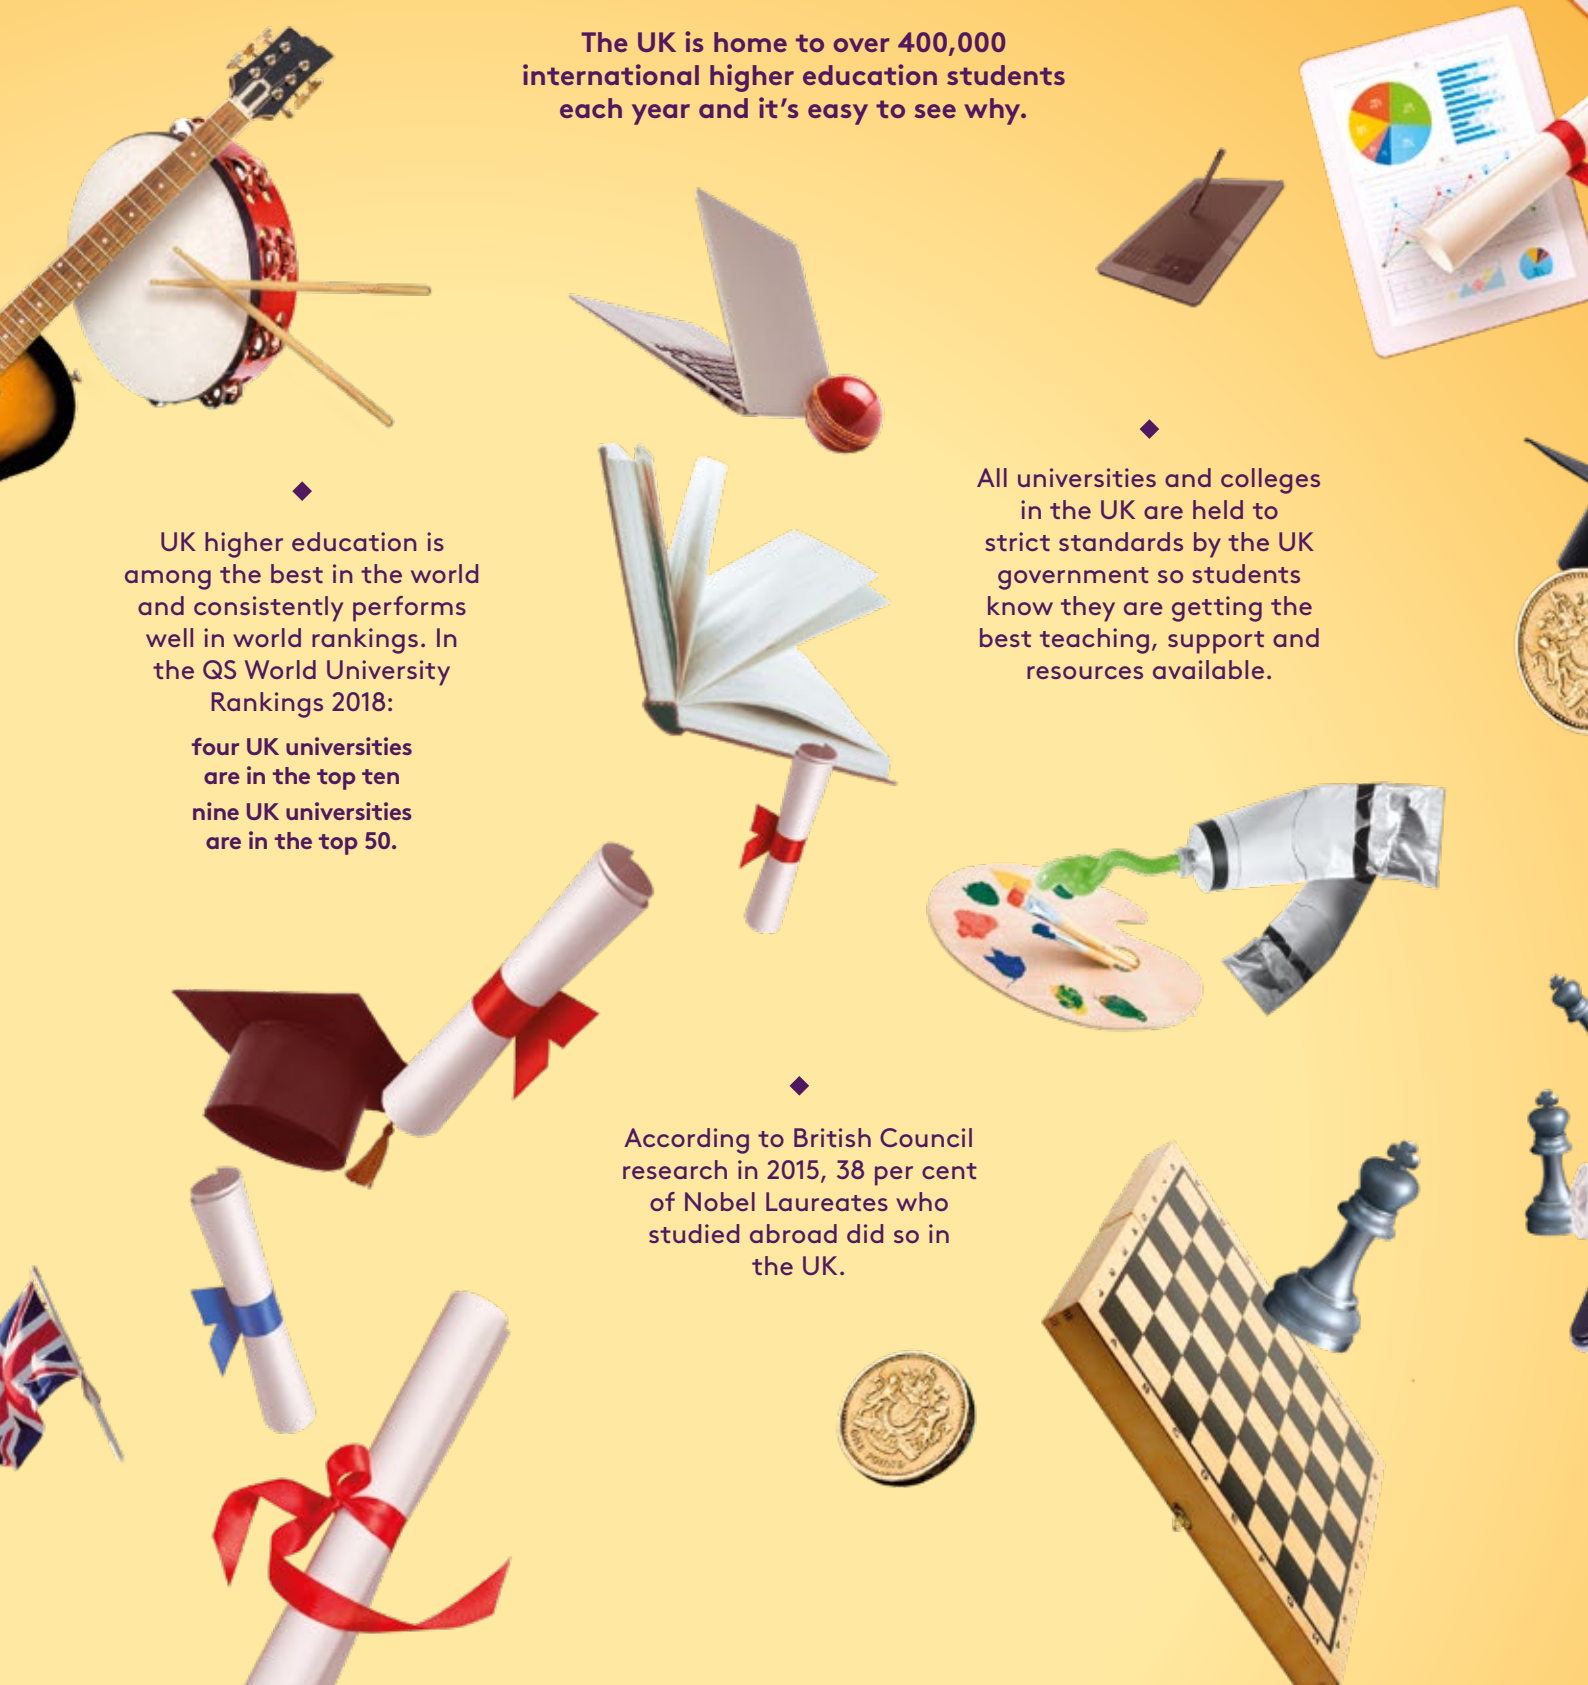 The UK is home to over 400,000
international higher education students
each year and it's easy to see why.
UK higher education is
among the best in the world
and consistently performs
well in world rankings. In
the QS World University
Rankings 2018:
four UK universities
are in the top ten
nine UK universities
are in the top 50.
All universities and colleges
in the UK are held to
strict standards by the UK
government so students
know they are getting the
best teaching, support and
resources available.
According to British Council
research in 2015, 38 per cent
of Nobel Laureates who
studied abroad did so in
the UK.
ONE POUND